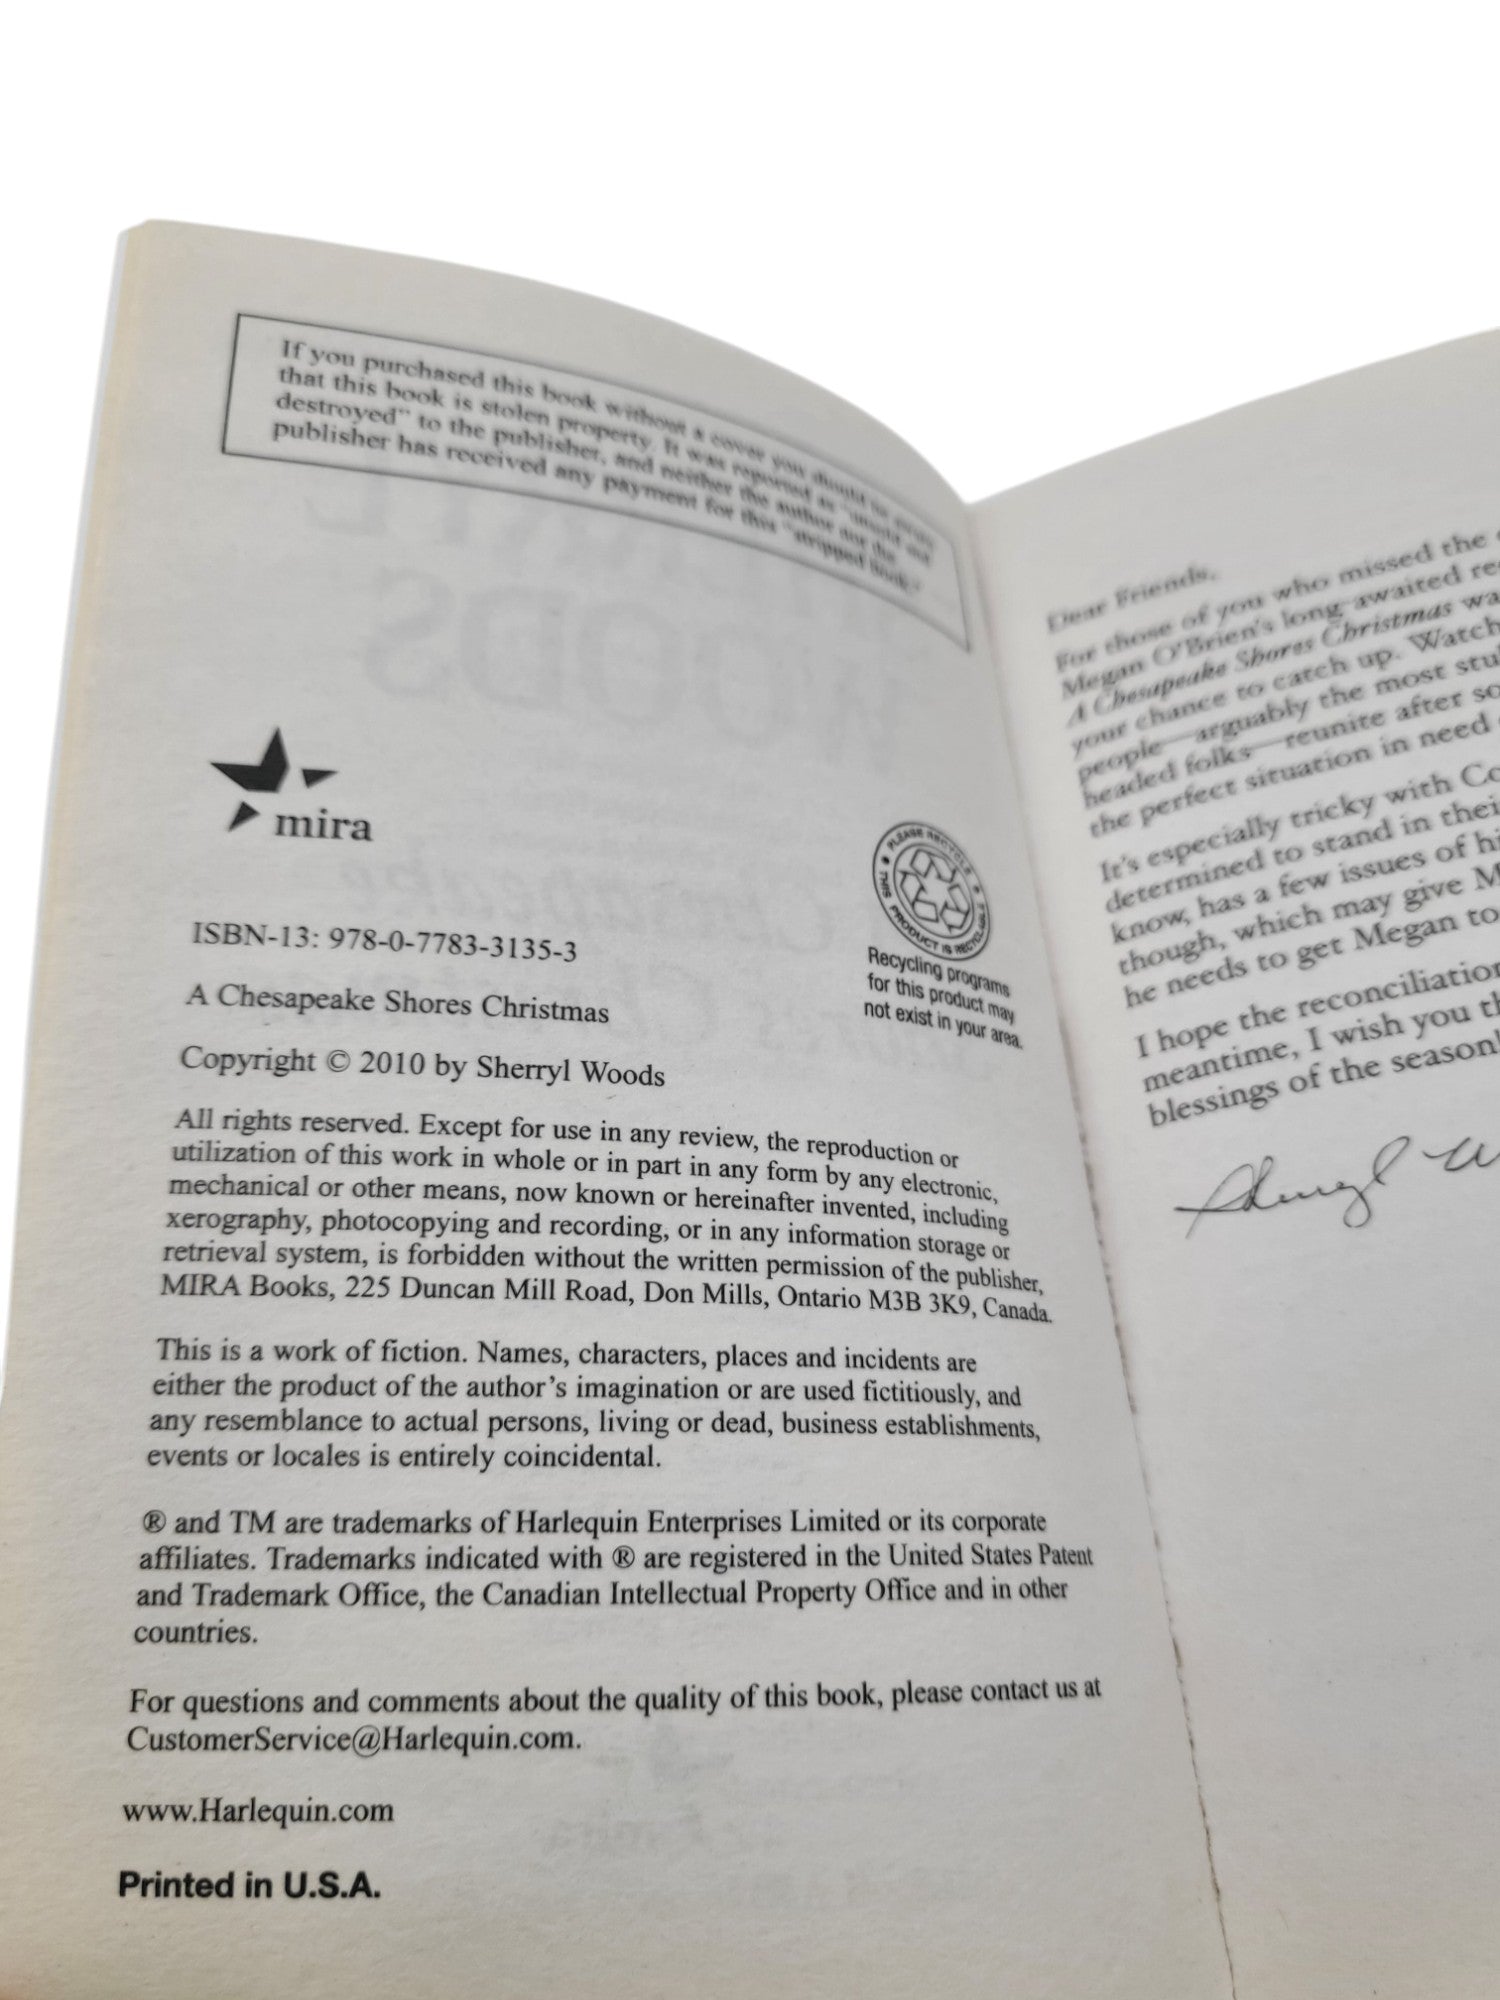 If you purchased this book without a cover you should be aware
that this book is stolen property. It was reported as "unsold and
destroyed" to the publisher, and neither the author nor the
publisher has received any payment for this "stripped book."
mira
PLEASE RECYCLE
THIS PRODUCT IS RECYCLABLE
Recycling programs
for this product may
not exist in your area.
ISBN-13: 978-0-7783-3135-3
A Chesapeake Shores Christmas
Copyright © 2010 by Sherryl Woods
All rights reserved. Except for use in any review, the reproduction or
utilization of this work in whole or in part in any form by any electronic,
mechanical or other means, now known or hereinafter invented, including
xerography, photocopying and recording, or in any information storage or
retrieval system, is forbidden without the written permission of the publisher,
MIRA Books, 225 Duncan Mill Road, Don Mills, Ontario M3B 3K9, Canada.
This is a work of fiction. Names, characters, places and incidents are
either the product of the author's imagination or are used fictitiously, and
any resemblance to actual persons, living or dead, business establishments,
events or locales is entirely coincidental.
® and TM are trademarks of Harlequin Enterprises Limited or its corporate
affiliates. Trademarks indicated with ® are registered in the United States Patent
and Trademark Office, the Canadian Intellectual Property Office and in other
countries.
For questions and comments about the quality of this book, please contact us at
CustomerService@Harlequin.com.
www.Harlequin.com
Printed in U.S.A.
Dear Friends,
For those of you who missed the
Megan O'Brien's long-awaited
A Chesapeake Shores Christmas
your chance to catch up. Watch
people—arguably the most
headed folks—reunite after
the perfect situation in need
It's especially tricky with
determined to stand in
know, has a few issues of
though, which may give
he needs to get Megan to
I hope the
meantime, I wish you
blessings of the season!
Sherryl